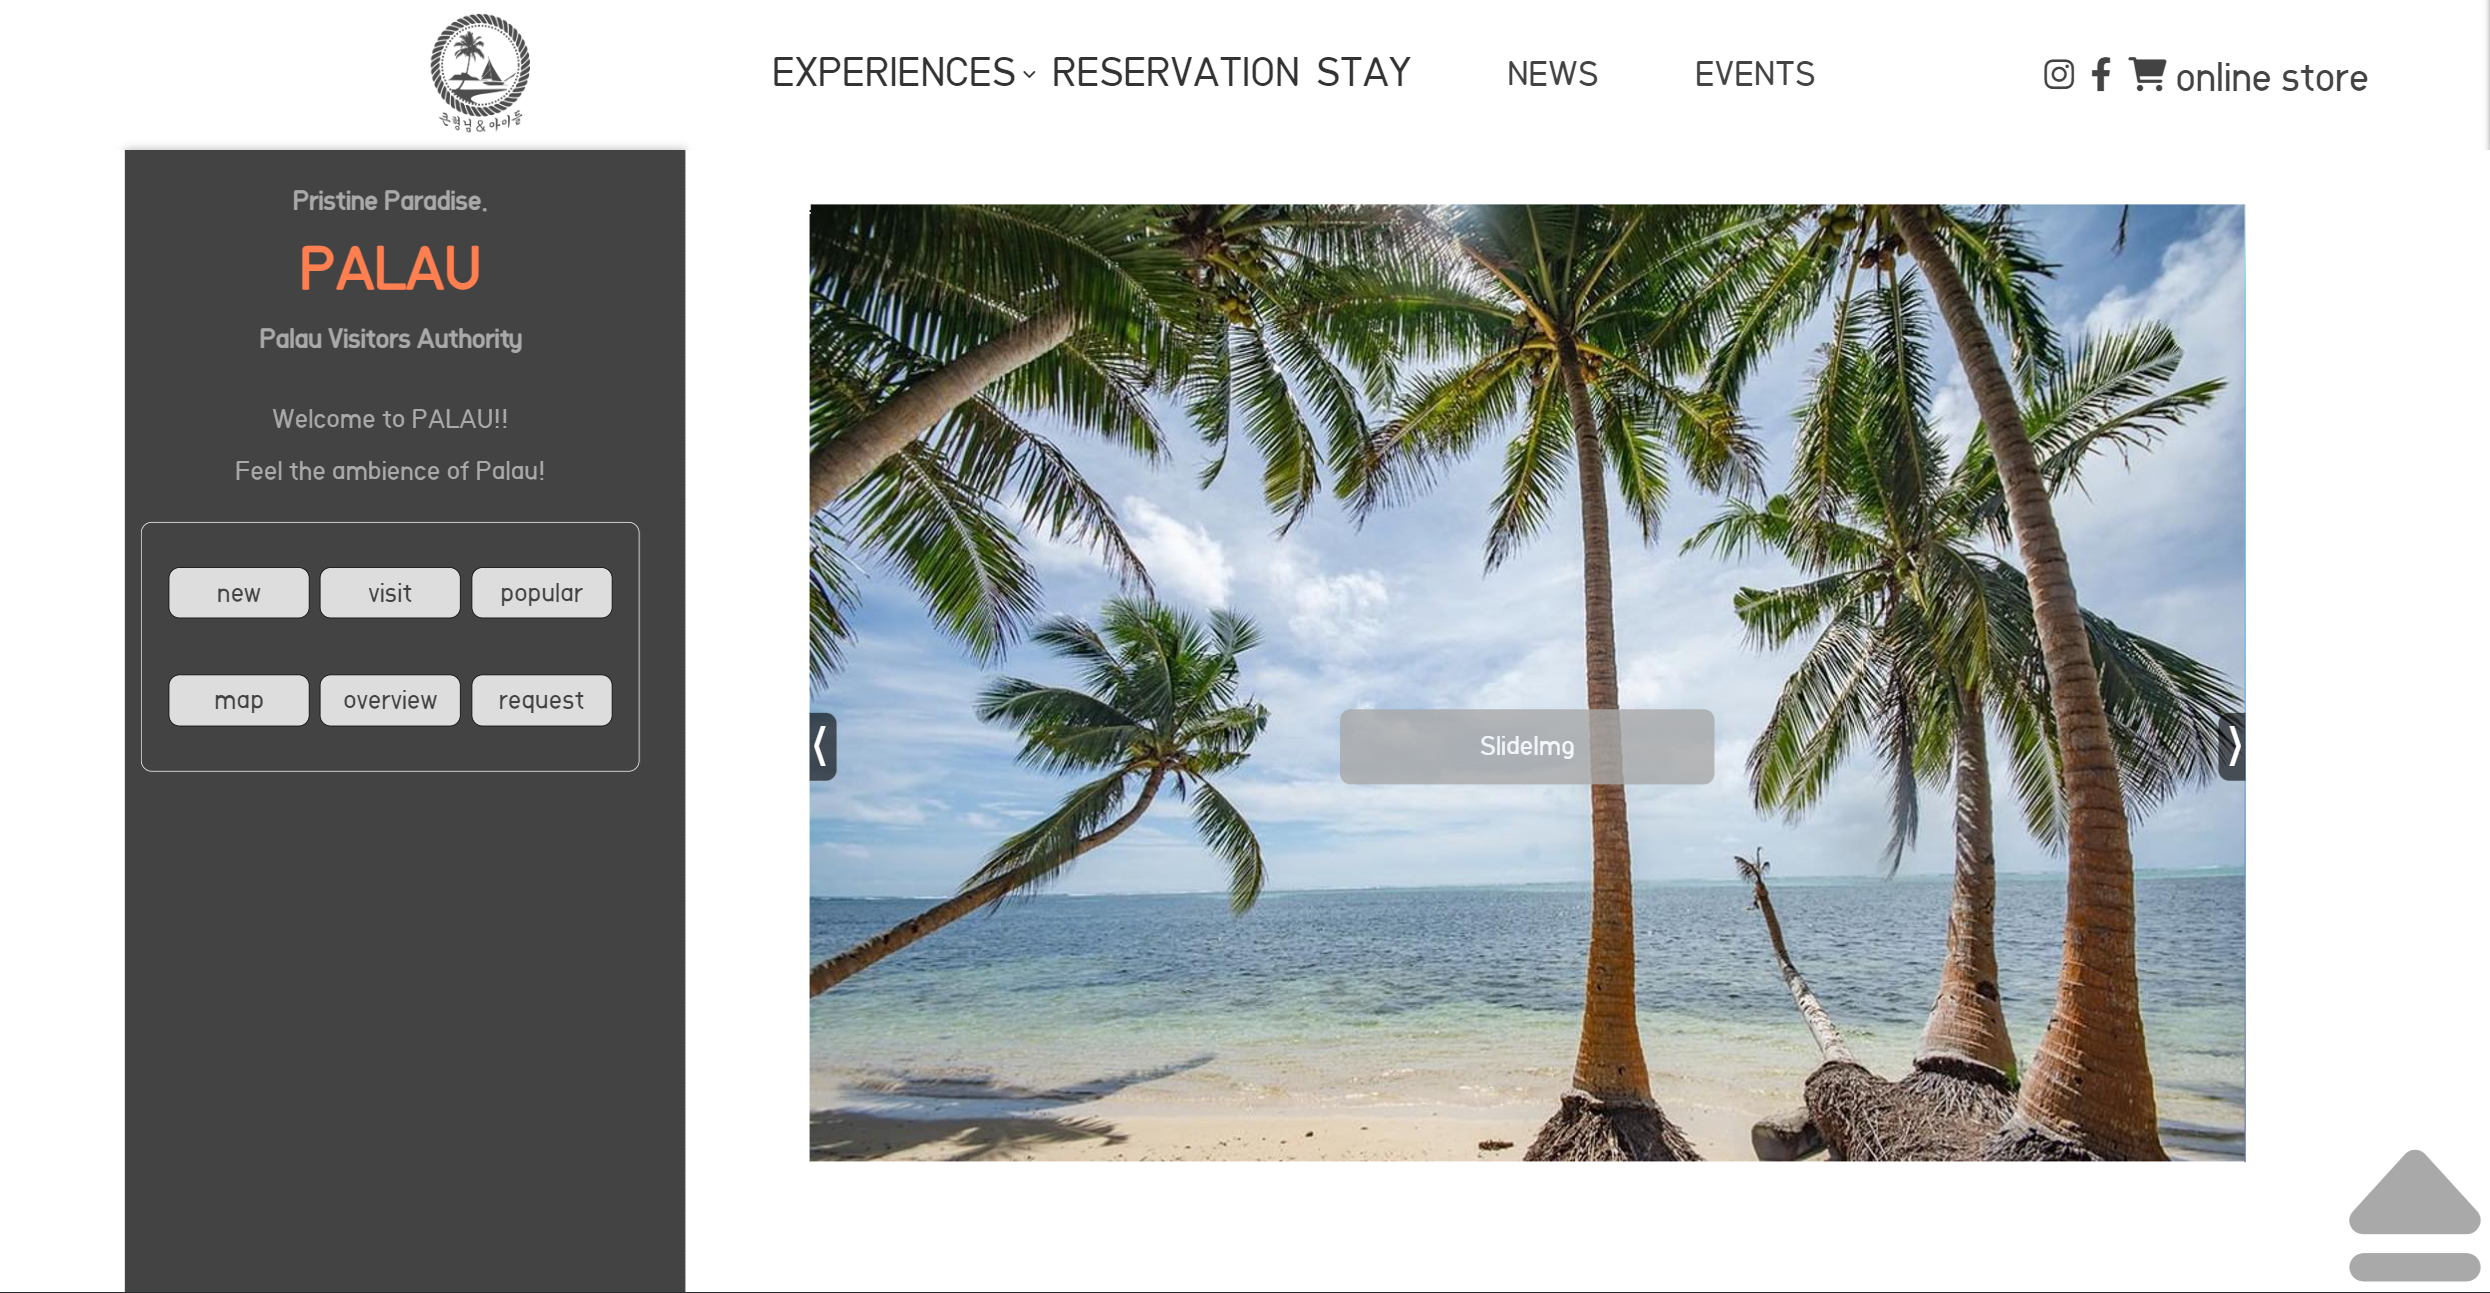 큰형님&아이들
EXPERIENCES RESERVATION STAY NEWS EVENTS online store
Pristine Paradise.
PALAU
Palau Visitors Authority
Welcome to PALAU!!
Feel the ambience of Palau!
new visit popular
map overview request
SlideImg